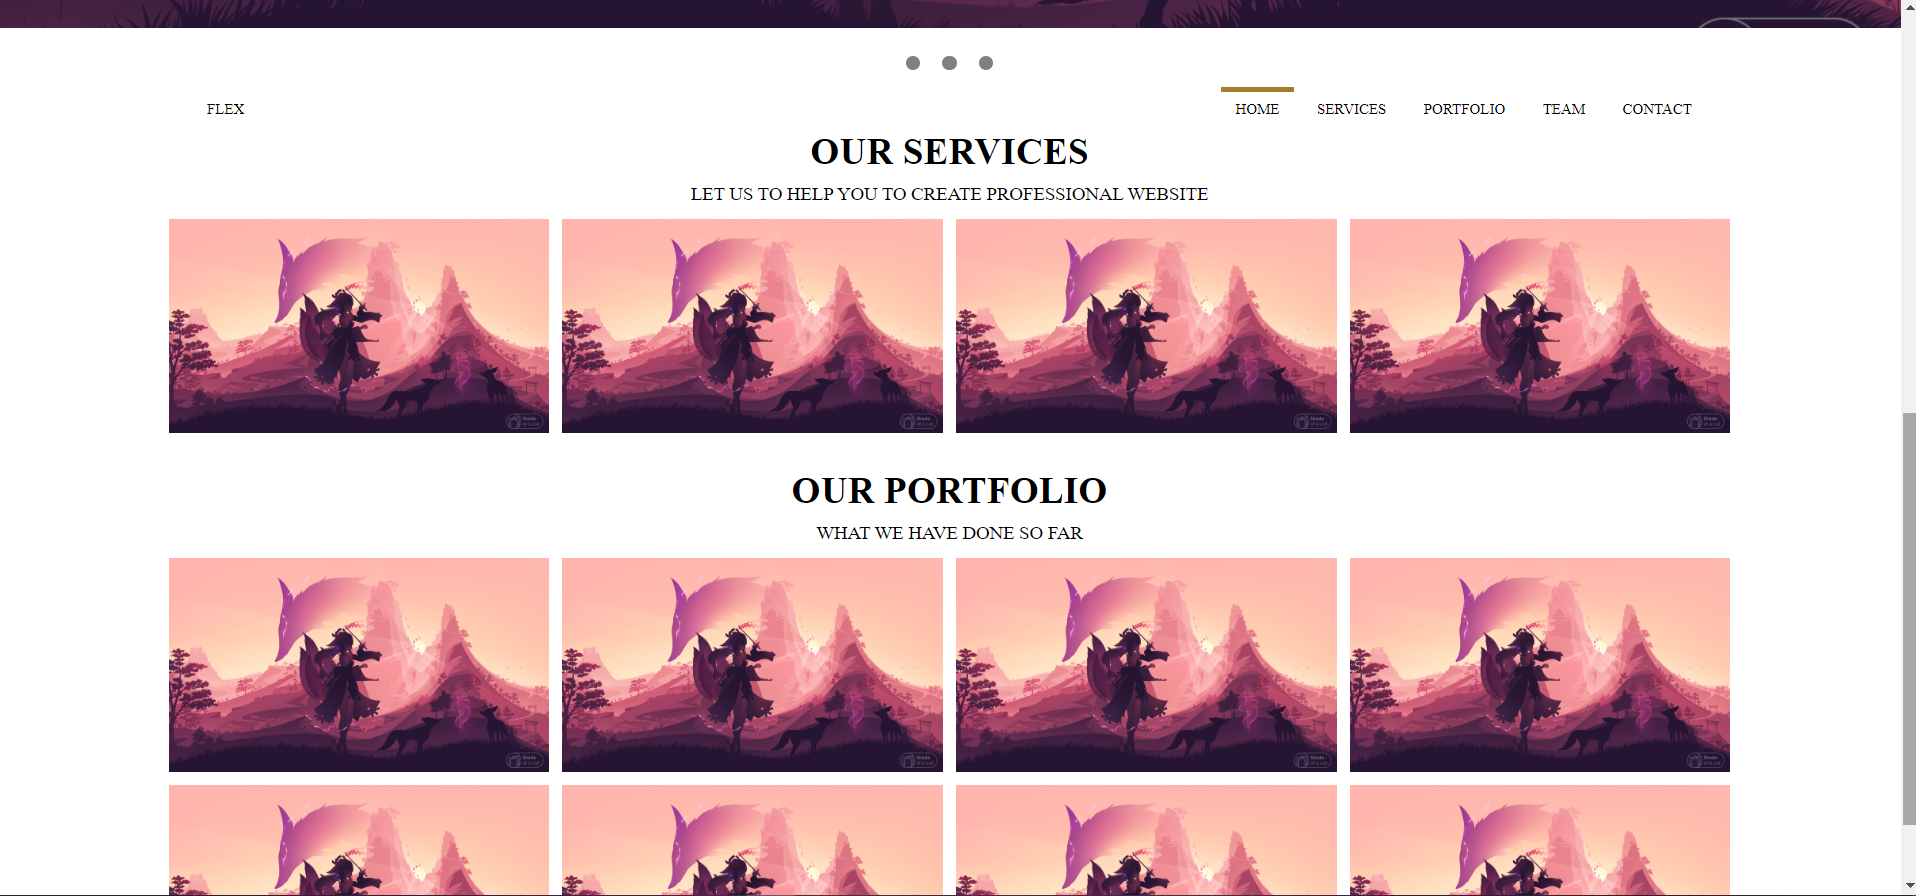 FLEX HOME SERVICES PORTFOLIO TEAM CONTACT
OUR SERVICES
LET US TO HELP YOU TO CREATE PROFESSIONAL WEBSITE
OUR PORTFOLIO
WHAT WE HAVE DONE SO FAR